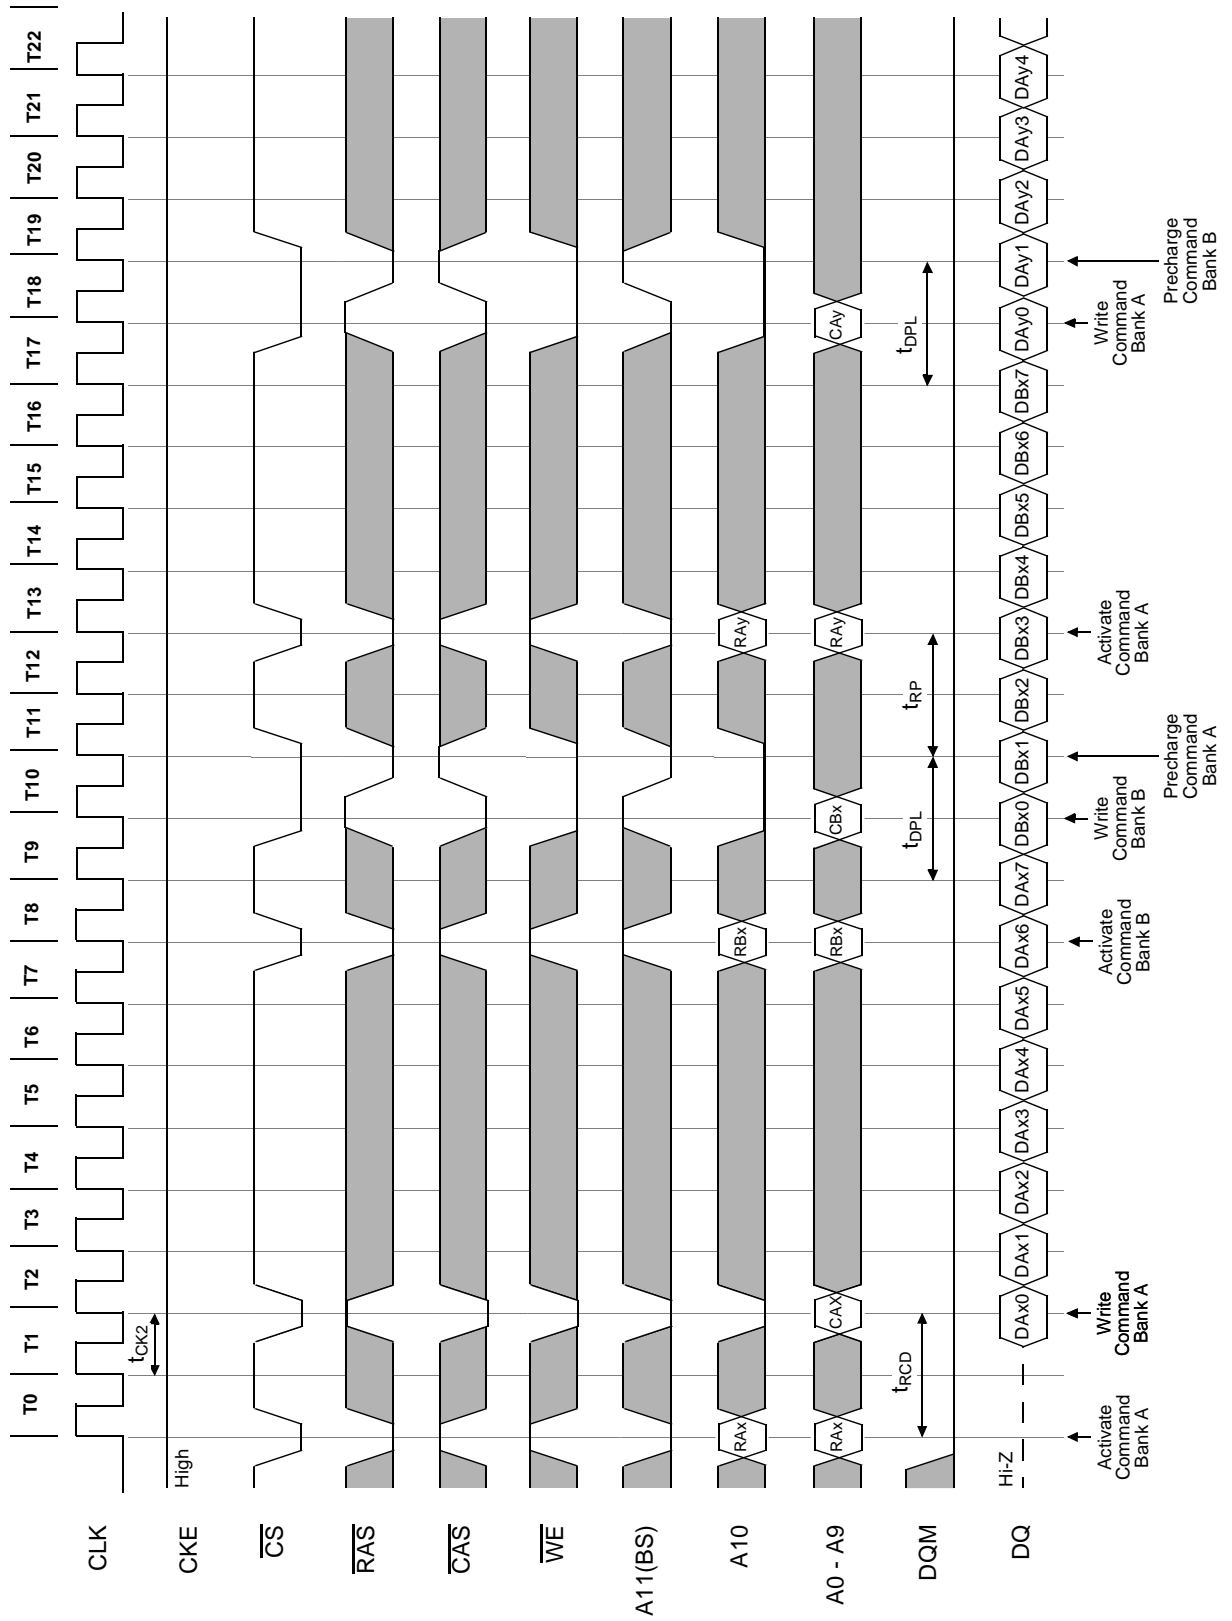 T0 T1 T2 T3 T4 T5 T6 T7 T8 T9 T10 T11 T12 T13 T14 T15 T16 T17 T18 T19 T20 T21 T22
CLK
tCK2
CKE
High
CS
RAS
CAS
WE
A11(BS)
A10
RAx RBx RAy
A0 - A9
RAx CAX RBx CBx RAy CAy
DQM
tRCD tDPL tRP tDPL
DQ
Hi-Z
DAx0 DAx1 DAx2 DAx3 DAx4 DAx5 DAx6 DAx7 DBx0 DBx1 DBx2 DBx3 DBx4 DBx5 DBx6 DBx7 DAy0 DAy1 DAy2 DAy3 DAy4
Activate
Command
Bank A
Write
Command
Bank A
Activate
Command
Bank B
Write
Command
Bank B
Precharge
Command
Bank A
Activate
Command
Bank A
Write
Command
Bank A
Precharge
Command
Bank B